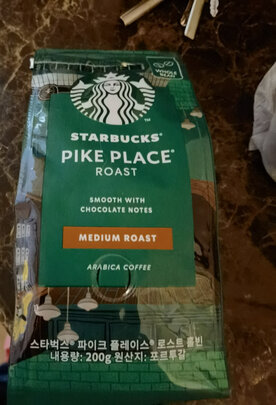 WHOLE
BEAN
STARBUCKS®
PIKE PLACE®
ROAST
SMOOTH WITH
CHOCOLATE NOTES
MEDIUM ROAST
ARABICA COFFEE
스타벅스® 파이크 플레이스® 로스트 홀빈
내용량: 200g 원산지: 포르투갈